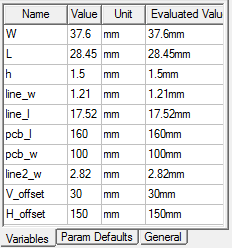 Name Value Unit Evaluated Valu
W 37.6 mm 37.6mm
L 28.45 mm 28.45mm
h 1.5 mm 1.5mm
line_w 1.21 mm 1.21mm
line_l 17.52 mm 17.52mm
pcb_l 160 mm 160mm
pcb_w 100 mm 100mm
line2_w 2.82 mm 2.82mm
V_offset 30 mm 30mm
H_offset 150 mm 150mm
Variables Param Defaults General